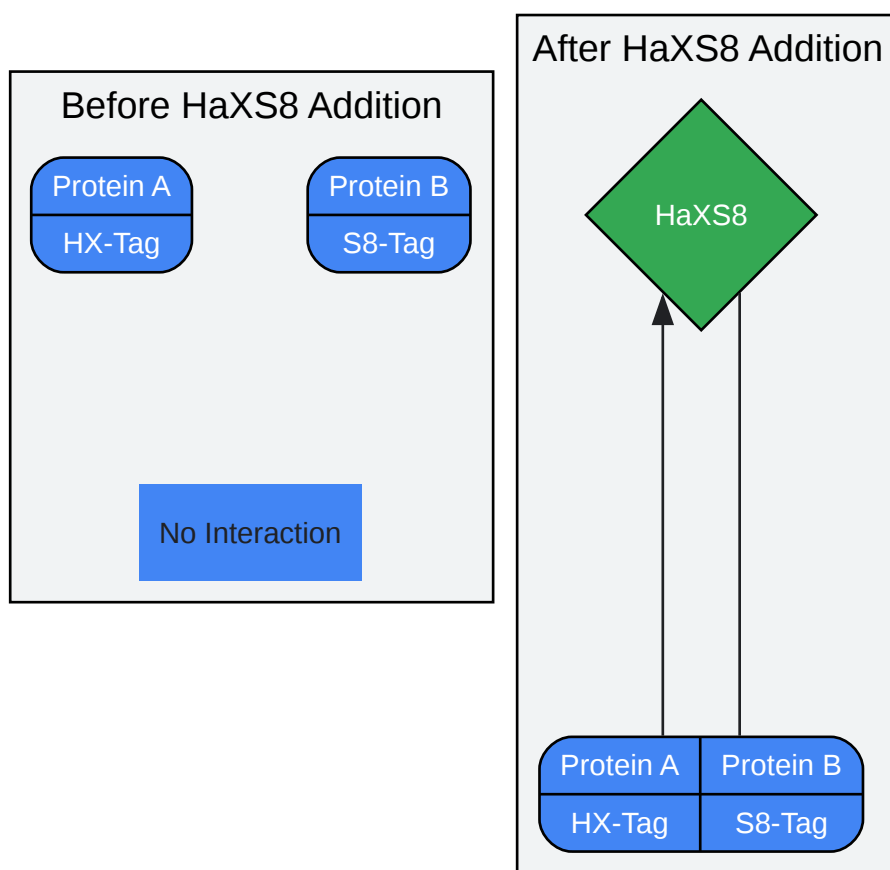 Before HaXS8 Addition
Protein A
HX-Tag
Protein B
S8-Tag
No Interaction
After HaXS8 Addition
HaXS8
Protein A
Protein B
HX-Tag
S8-Tag